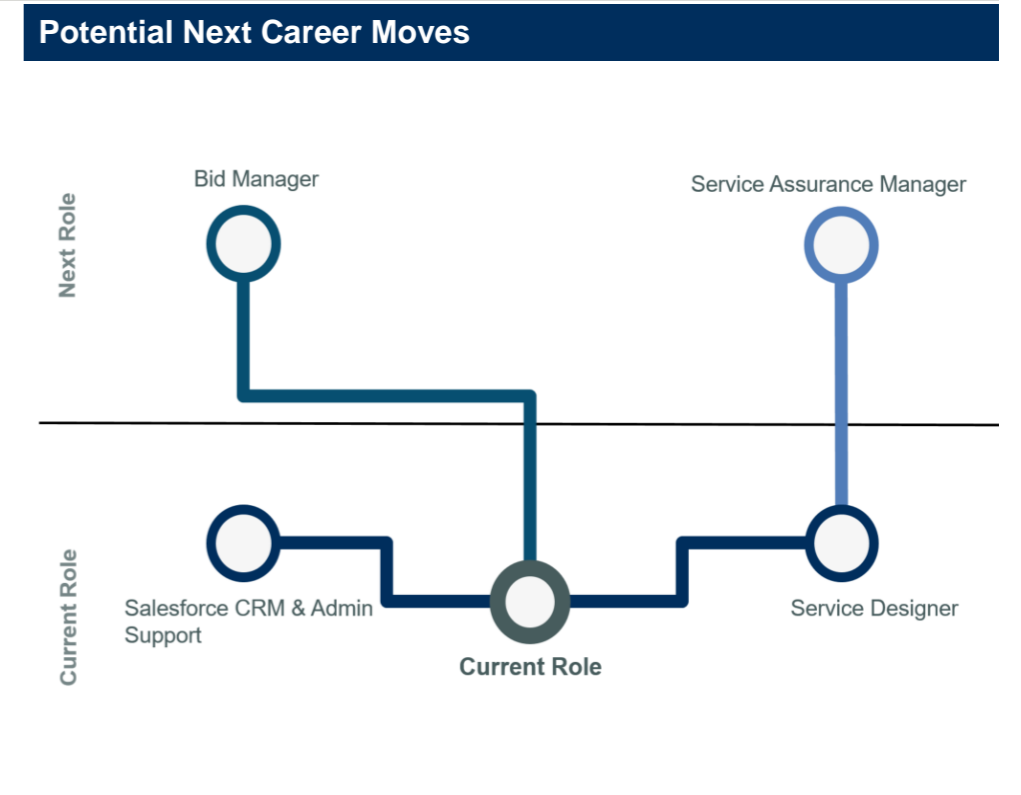 Potential Next Career Moves
Bid Manager
Service Assurance Manager
Next Role
Current Role
Salesforce CRM & Admin
Support
Service Designer
Current Role